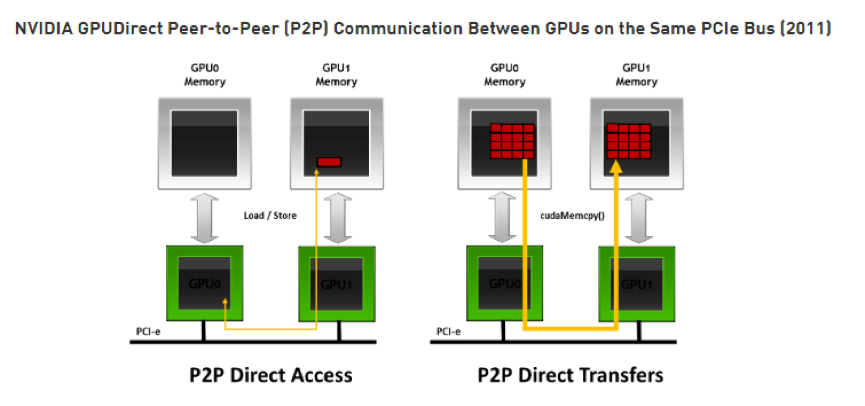 NVIDIA GPUDirect Peer-to-Peer (P2P) Communication Between GPUs on the Same PCIe Bus (2011)
GPU0
Memory
GPU1
Memory
Load / Store
GPU0
GPU1
PCI-e
P2P Direct Access
GPU0
Memory
GPU1
Memory
cudaMemcpy()
GPU0
GPU1
PCI-e
P2P Direct Transfers